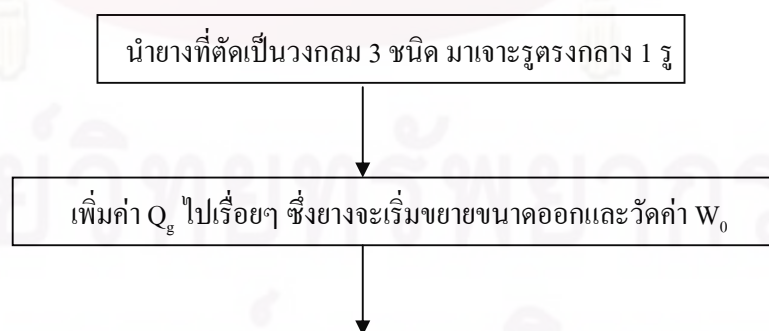 นำยางที่ตัดเป็นวงกลม 3 ชนิด มาเจาะรูตรงกลาง 1 รู
เพิ่มค่า Q_g ไปเรื่อยๆ ซึ่งยางจะเริ่มขยายขนาดออกและวัดค่า W_0